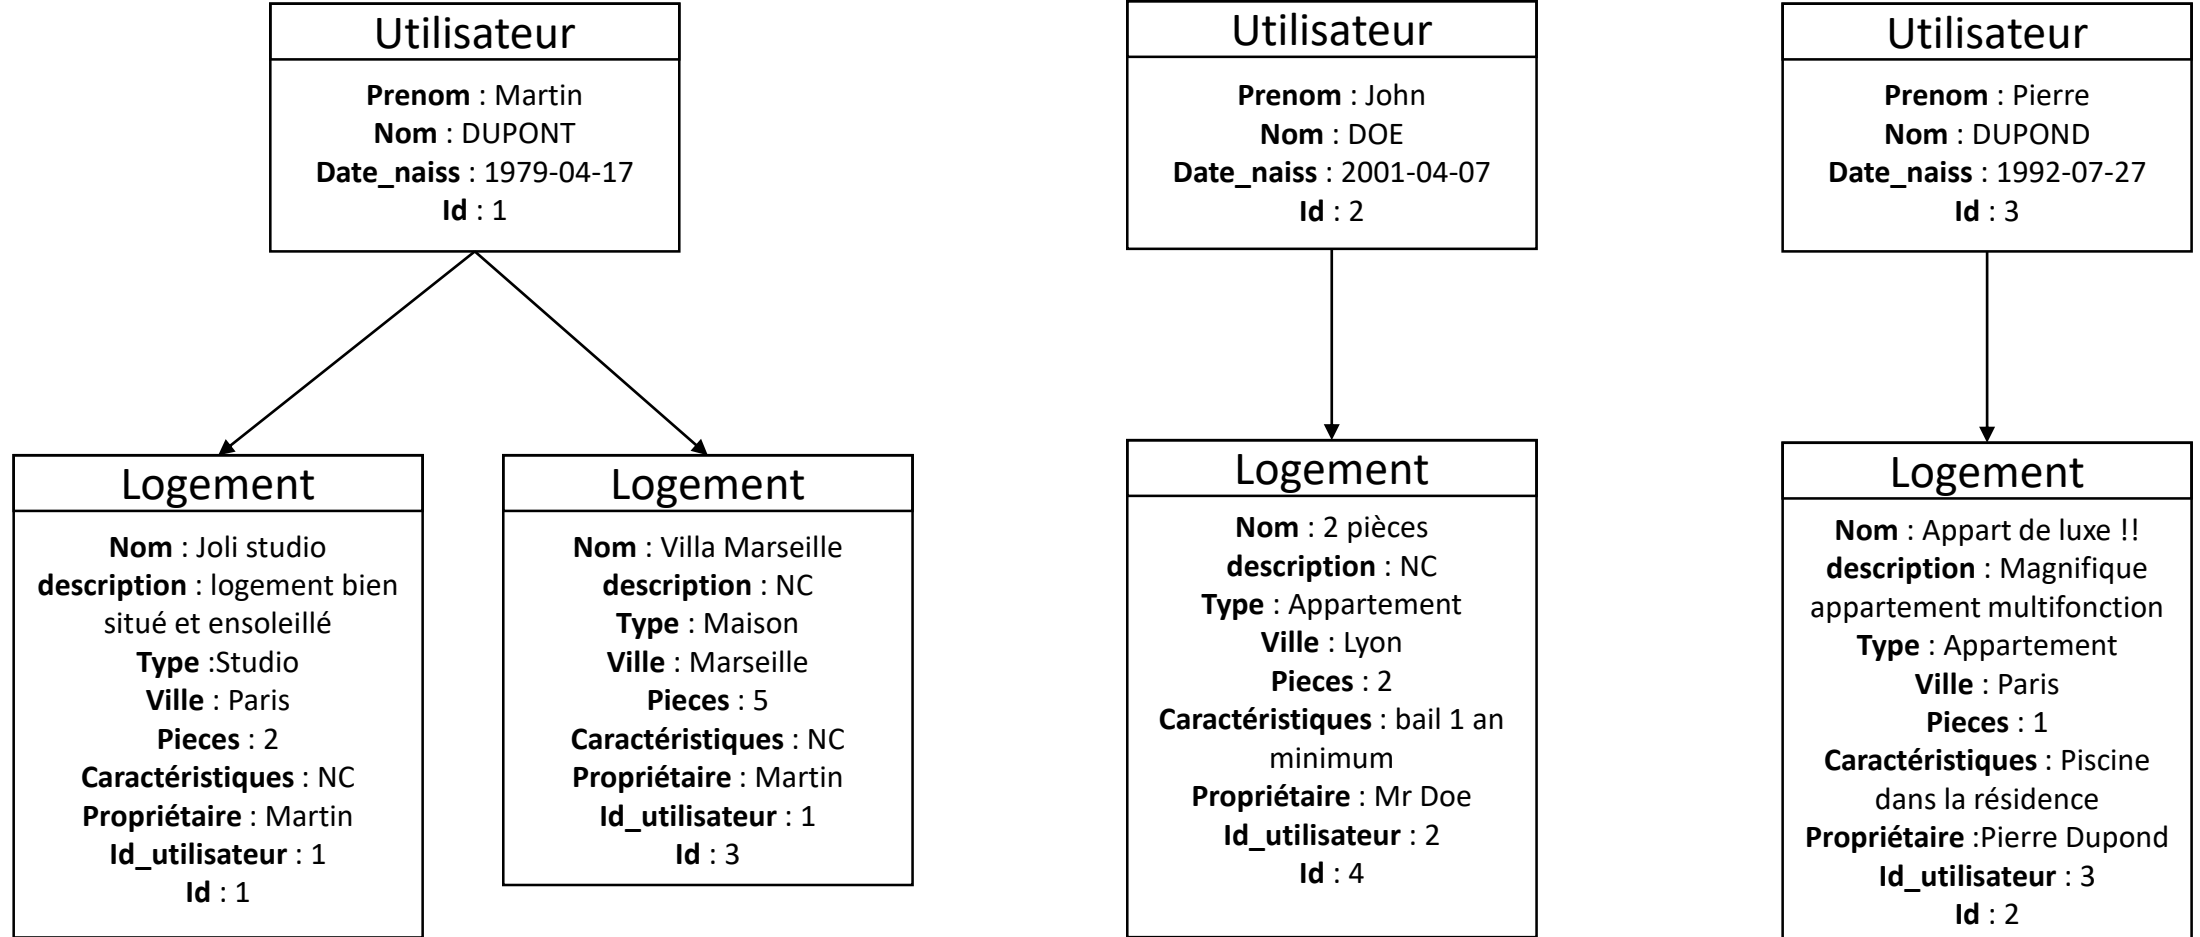 Utilisateur
Prenom : Martin
Nom : DUPONT
Date_naiss : 1979-04-17
Id : 1
Utilisateur
Prenom : John
Nom : DOE
Date_naiss : 2001-04-07
Id : 2
Utilisateur
Prenom : Pierre
Nom : DUPOND
Date_naiss : 1992-07-27
Id : 3
Logement
Nom : Joli studio
description : logement bien
situé et ensoleillé
Type :Studio
Ville : Paris
Pieces : 2
Caractéristiques : NC
Propriétaire : Martin
Id_utilisateur : 1
Id : 1
Logement
Nom : Villa Marseille
description : NC
Type : Maison
Ville : Marseille
Pieces : 5
Caractéristiques : NC
Propriétaire : Martin
Id_utilisateur : 1
Id : 3
Logement
Nom : 2 pièces
description : NC
Type : Appartement
Ville : Lyon
Pieces : 2
Caractéristiques : bail 1 an
minimum
Propriétaire : Mr Doe
Id_utilisateur : 2
Id : 4
Logement
Nom : Appart de luxe !!
description : Magnifique
appartement multifonction
Type : Appartement
Ville : Paris
Pieces : 1
Caractéristiques : Piscine
dans la résidence
Propriétaire :Pierre Dupond
Id_utilisateur : 3
Id : 2